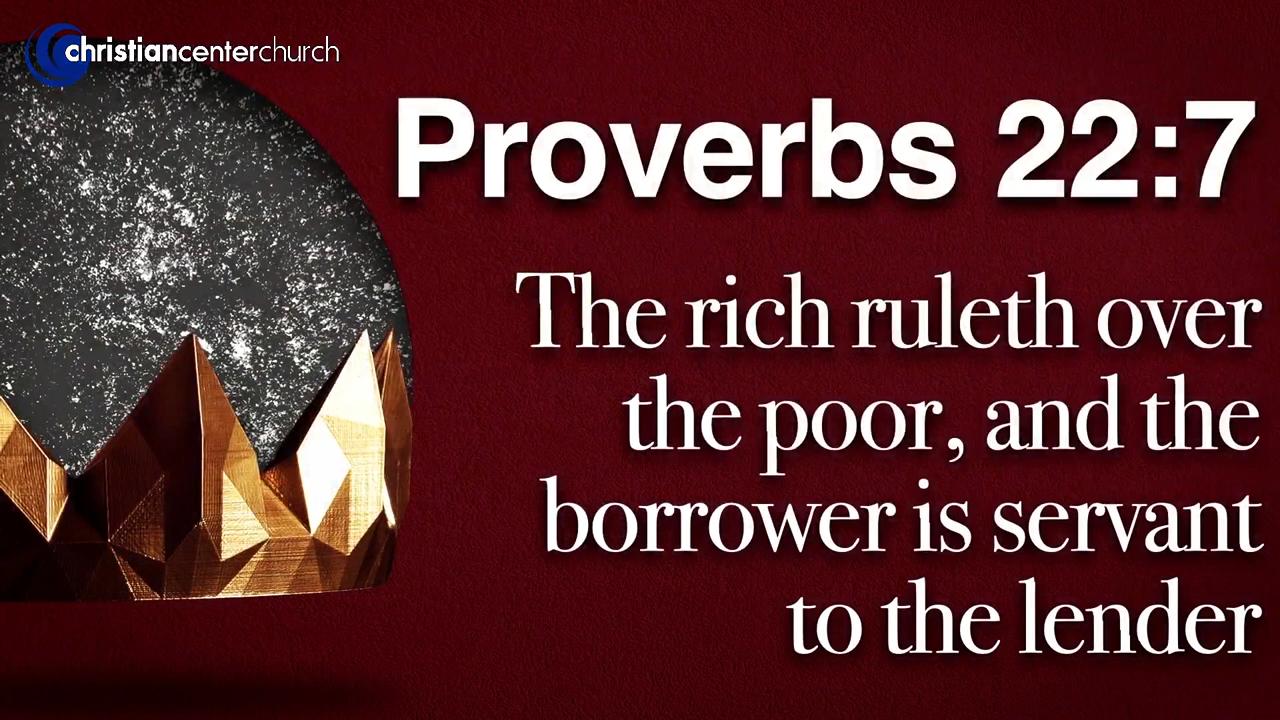 christiancenterchurch
Proverbs 22:7
The rich ruleth over
the poor, and the
borrower is servant
to the lender